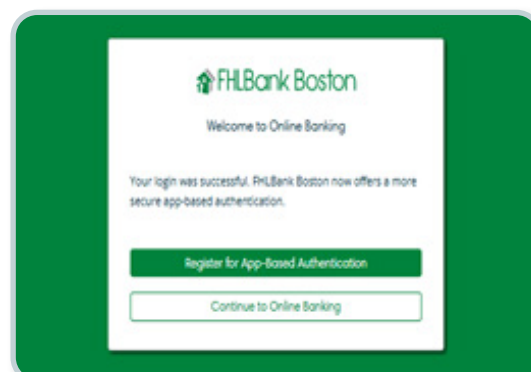 FHLBank Boston
Welcome to Online Banking
Your login was successful. FHLBank Boston now offers a more
secure app-based authentication.
Register for App-Based Authentication
Continue to Online Banking